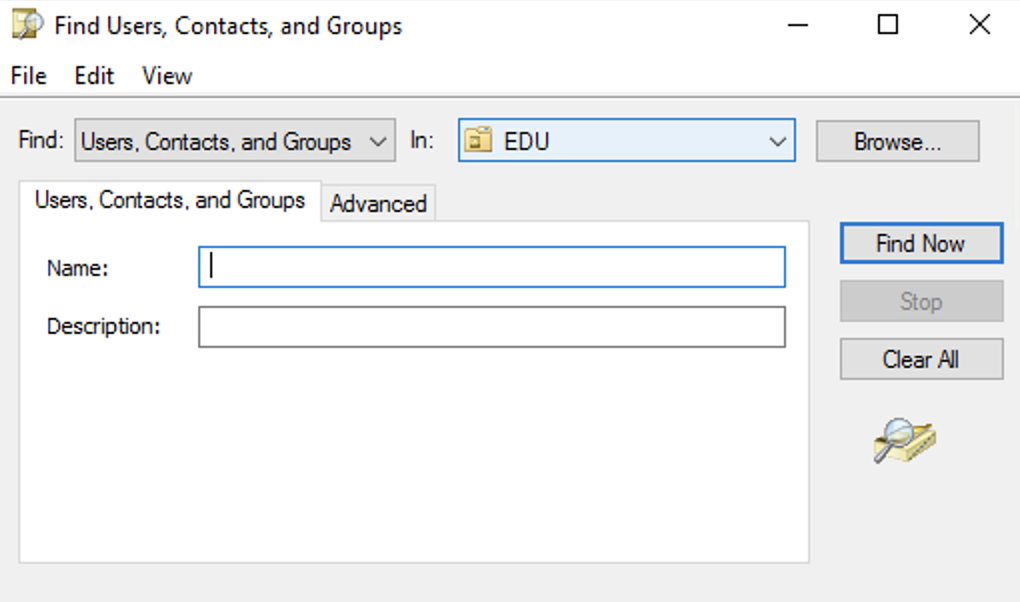 Find Users, Contacts, and Groups
File Edit View
Find: Users, Contacts, and Groups In: EDU Browse...
Users, Contacts, and Groups Advanced
Name: Find Now
Description: Stop
Clear All